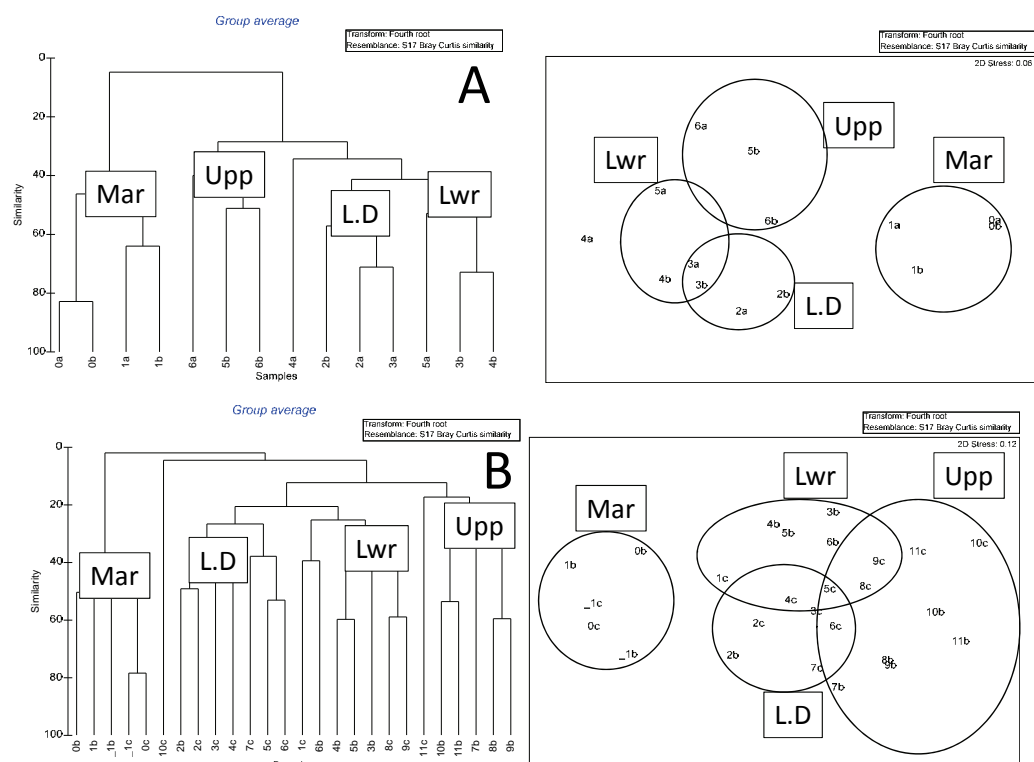 Group average
Transform: Fourth root
Resemblance: S17 Bray Curtis similarity
A
0
20
40
60
80
100
Similarity
Mar
Upp
L.D
Lwr
0a
0b
1a
1b
6a
5b
6b
4a
2b
2a
3a
5a
3b
4b
Samples
Transform: Fourth root
Resemblance: S17 Bray Curtis similarity
2D Stress: 0.06
Upp
Lwr
Mar
L.D
6a
5b
5a
6b
4a
3a
4b
3b
2b
2a
1a
0a
0b
1b
Group average
Transform: Fourth root
Resemblance: S17 Bray Curtis similarity
B
0
20
40
60
80
100
Similarity
Mar
L.D
Lwr
Upp
0b
1b
_1b
_1c
0c
10c
2b
2c
3c
4c
7c
5c
6c
1c
6b
4b
5b
3b
8c
9c
11c
10b
11b
7b
8b
9b
Transform: Fourth root
Resemblance: S17 Bray Curtis similarity
2D Stress: 0.12
Mar
Lwr
Upp
L.D
0b
1b
_1c
0c
_1b
3b
4b
5b
6b
11c
10c
9c
1c
5c
8c
4c
3c
10b
2c
6c
11b
2b
7c
8b
9b
7b